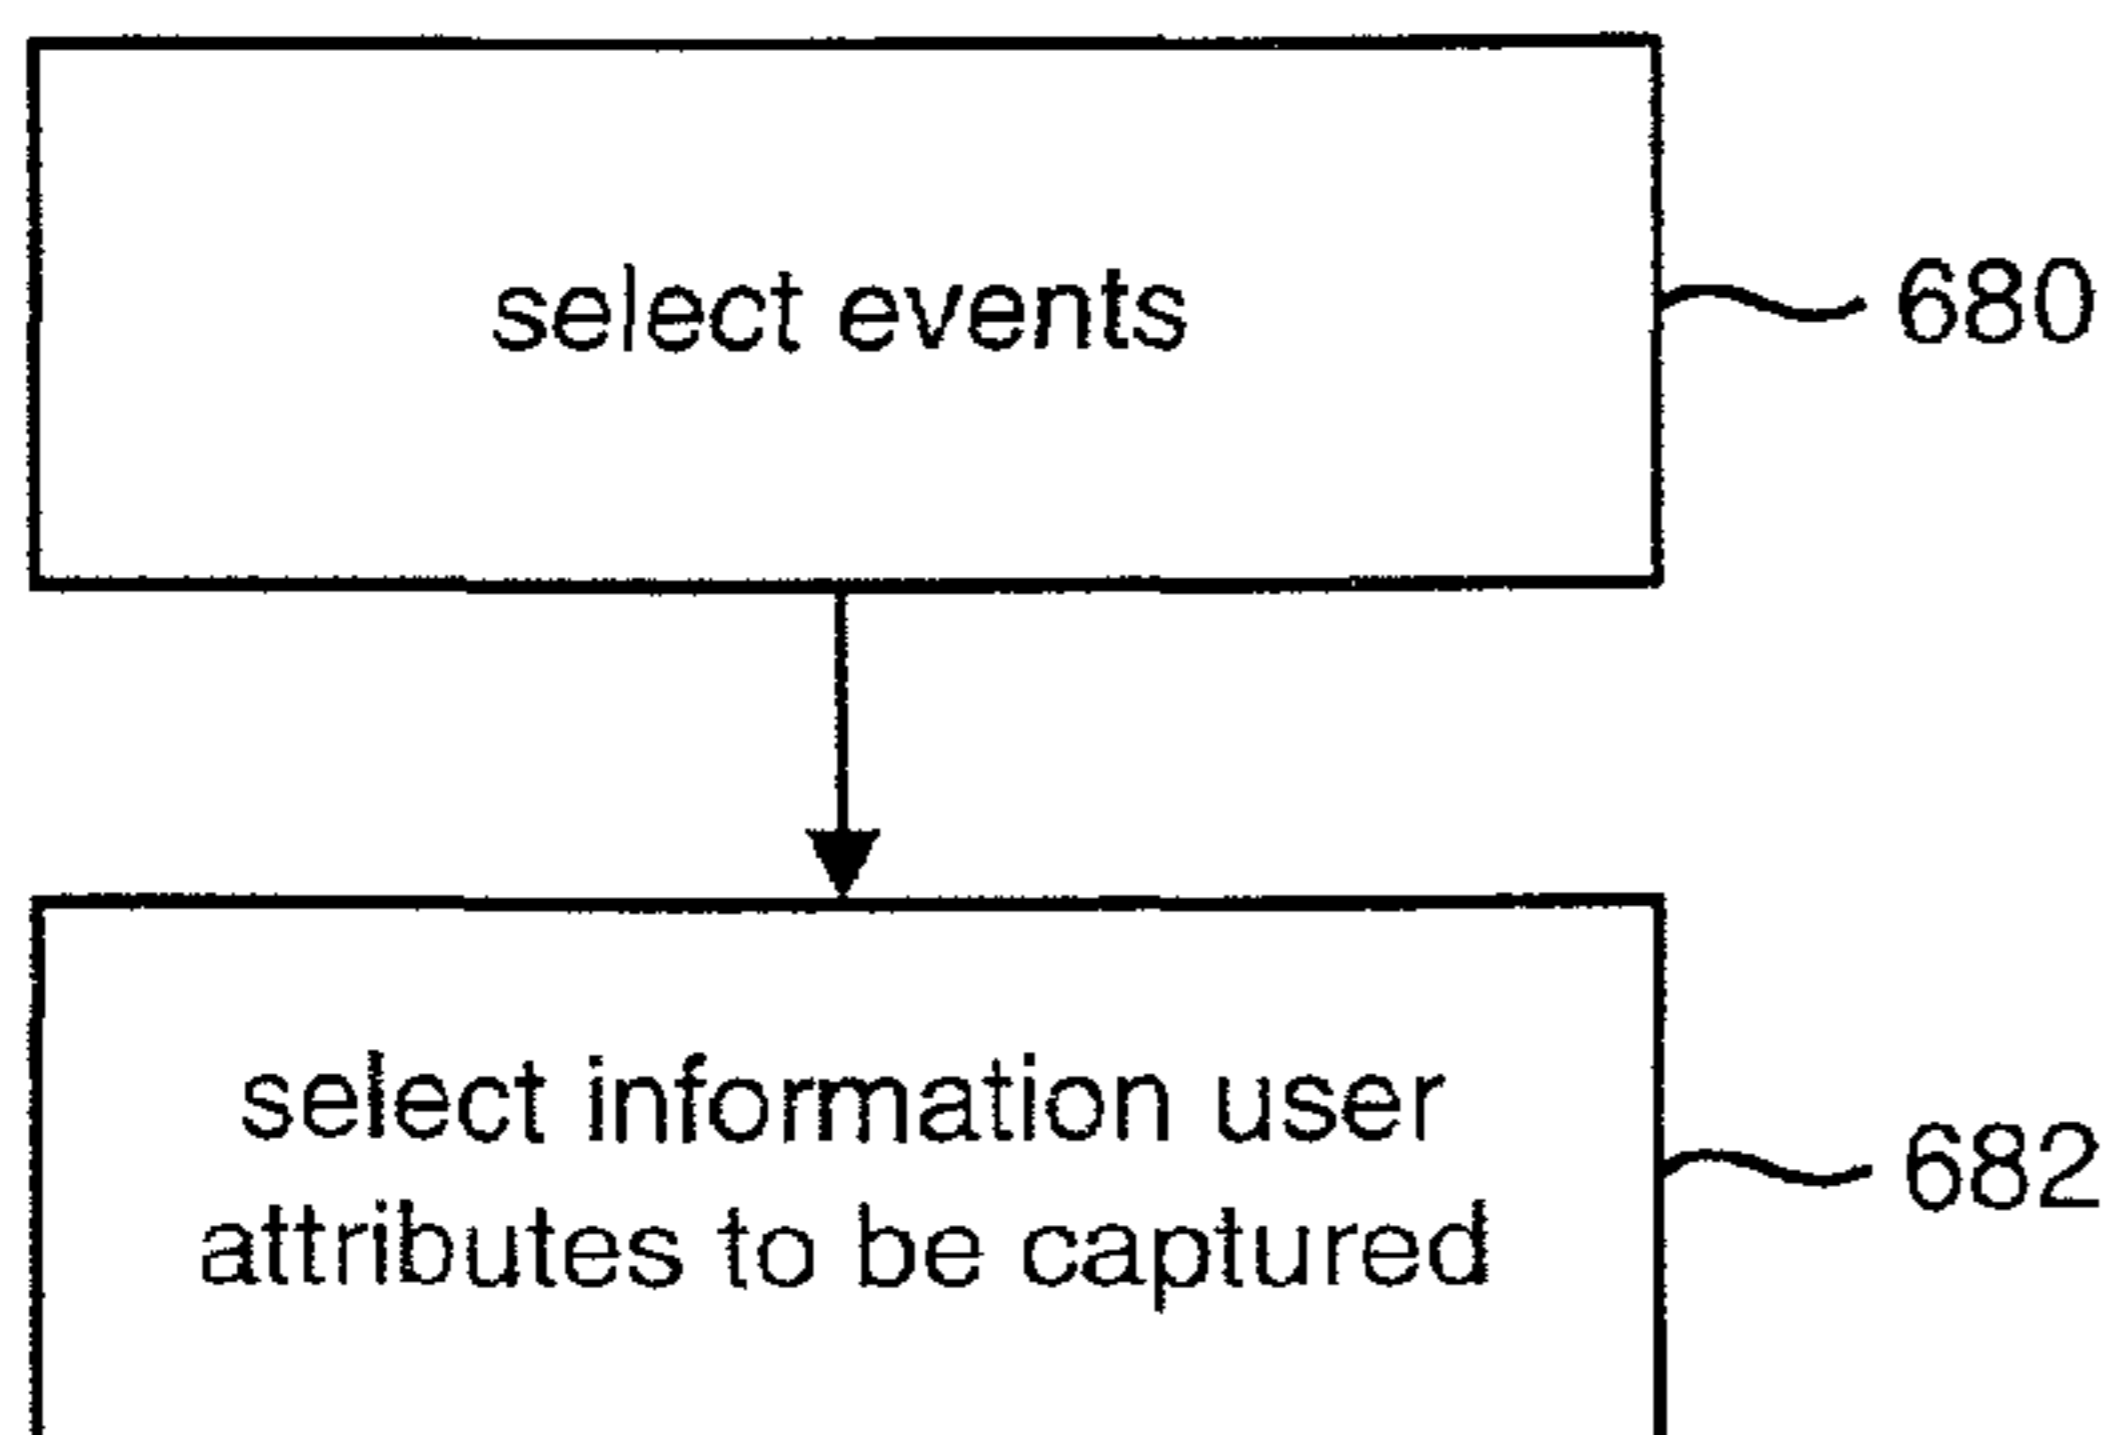 select events
680
select information user
attributes to be captured
682